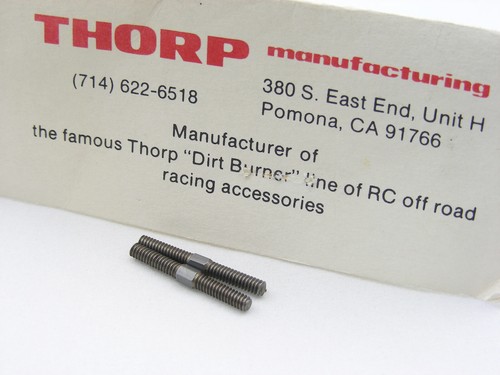 THORP manufacturing
(714) 622-6518
380 S. East End, Unit H
Pomona, CA 91766
Manufacturer of
the famous Thorp "Dirt Burner" line of RC off road
racing accessories